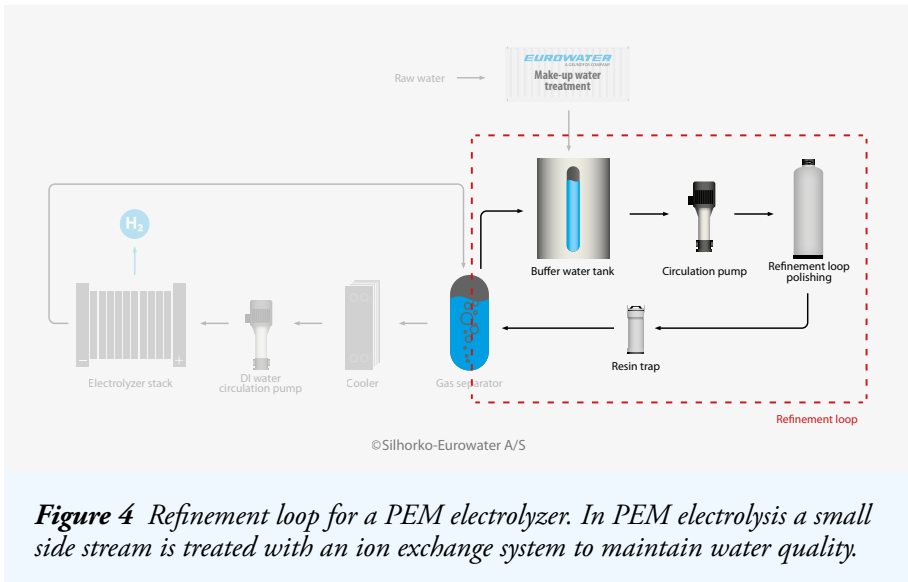 EUROWATER
A GRUNDFOS COMPANY
Make-up water
treatment
Raw water
H₂
Buffer water tank
Circulation pump
Refinement loop
polishing
Resin trap
Electrolyzer stack
DI water
circulation pump
Cooler
Gas separator
Refinement loop
©Silhorko-Eurowater A/S
Figure 4 Refinement loop for a PEM electrolyzer. In PEM electrolysis a small
side stream is treated with an ion exchange system to maintain water quality.